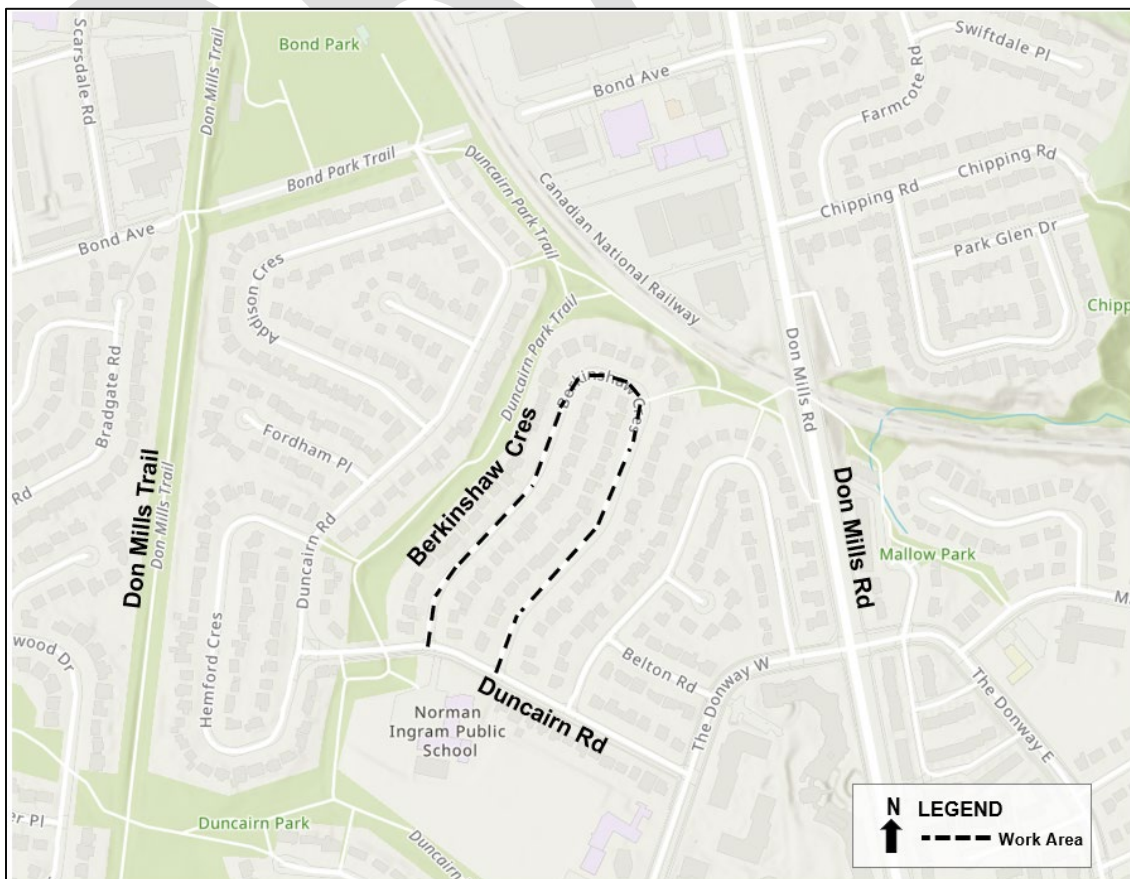 Scarsdale Rd
Don Mills Trail
Bond Park
Bond Ave
Farmcote Rd
Swiftdale Pl
Bond Park Trail
Duncairn Park Trail
Canadian National Railway
Chipping Rd
Chipping Rd
Park Glen Dr
Bond Ave
Addison Cres
Duncairn Park Trail
Chipp
Bradgate Rd
Don Mills Rd
Berkinshaw Cres
Berkinshaw Cres
Fordham Pl
Don Mills Trail
Don Mills Trail
Rd
Duncairn Rd
Don Mills Rd
Mallow Park
Hemford Cres
wood Dr
Belton Rd
The Donway W
M
The Donway E
Duncairn Rd
Norman
Ingram Public
School
er Pl
Duncairn Park
Duncairn
N LEGEND
Work Area